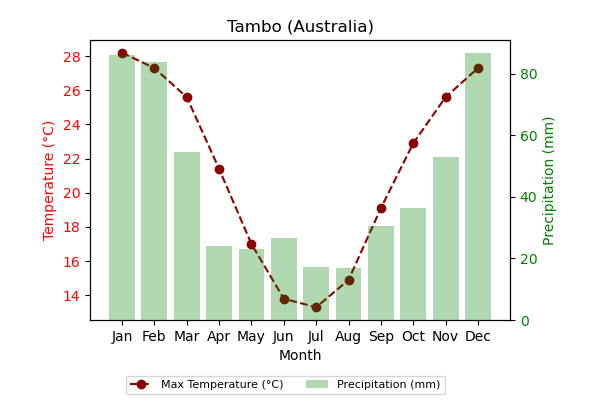 Tambo (Australia)
28
26
24
22
20
18
16
14
Temperature (°C)
80
60
40
20
0
Precipitation (mm)
Jan Feb Mar Apr May Jun Jul Aug Sep Oct Nov Dec
Month
Max Temperature (°C) Precipitation (mm)